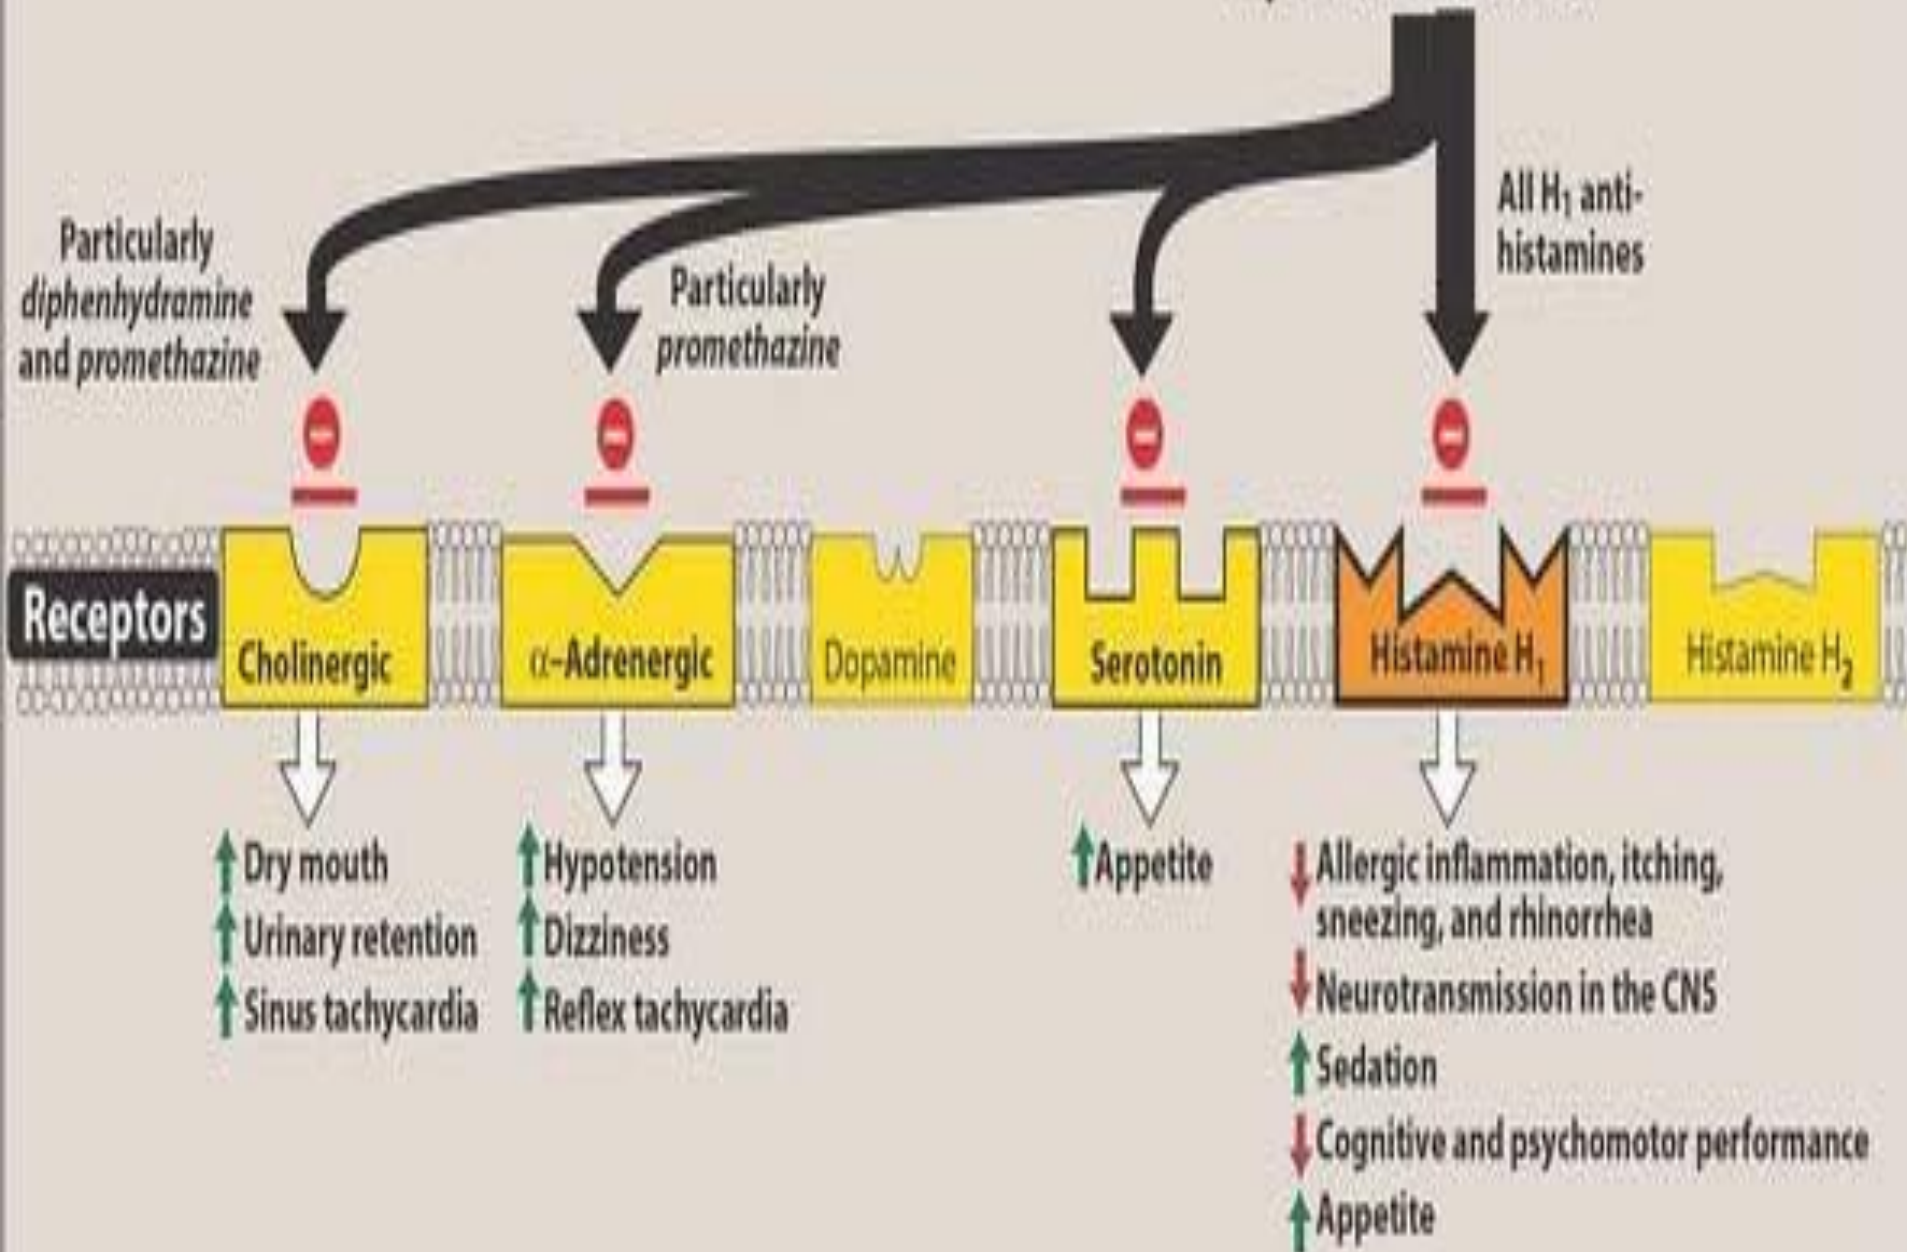 All H₁ anti-
histamines
Particularly
diphenhydramine
and promethazine
Particularly
promethazine
Receptors
Cholinergic
α–Adrenergic
Dopamine
Serotonin
Histamine H₁
Histamine H₂
Dry mouth
Urinary retention
Sinus tachycardia
Hypotension
Dizziness
Reflex tachycardia
Appetite
Allergic inflammation, itching,
sneezing, and rhinorrhea
Neurotransmission in the CNS
Sedation
Cognitive and psychomotor performance
Appetite